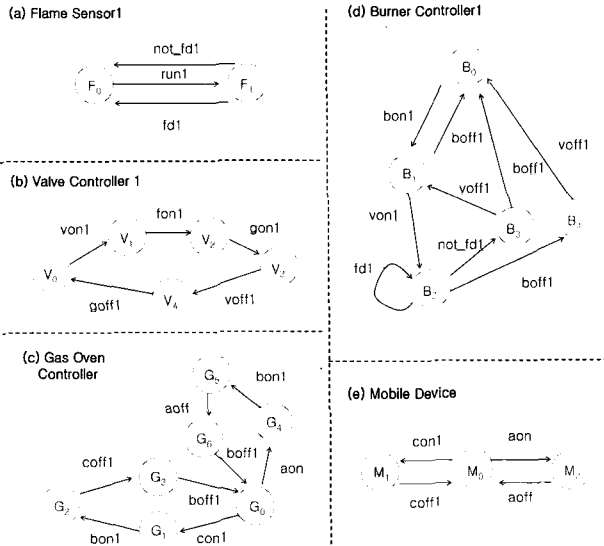 (a) Flame Sensor1
not_fd1
F0
run1
F1
fd1
(b) Valve Controller 1
von1
fon1
gon1
V0
V1
V2
V3
V4
goff1
voff1
(c) Gas Oven
Controller
G5
bon1
aoff
G4
G6
boff1
aon
coff1
G3
boff1
G0
G2
bon1
G1
con1
(d) Burner Controller1
B0
bon1
boff1
boff1
voff1
B1
voff1
von1
B3
not_fd1
fd1
B2
boff1
(e) Mobile Device
con1
aon
M1
M0
coff1
aoff